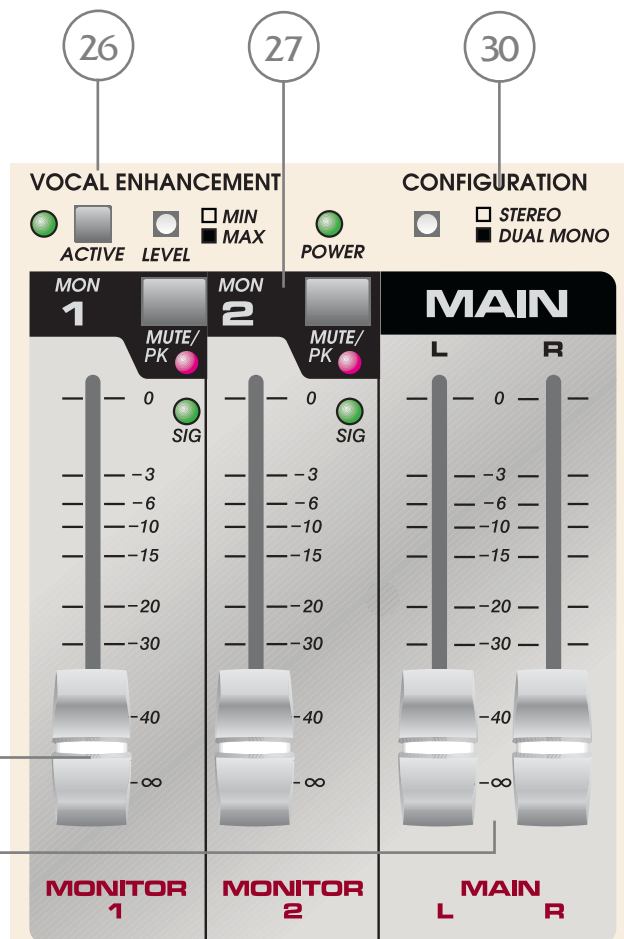 26 27 30
VOCAL ENHANCEMENT CONFIGURATION
MIN STEREO
MAX DUAL MONO
ACTIVE LEVEL POWER
MON MON MAIN
1 2
MUTE/ MUTE/ L R
PK PK
0 0 0
SIG SIG
-3 -3 -3
-6 -6 -6
-10 -10 -10
-15 -15 -15
-20 -20 -20
-30 -30 -30
-40 -40 -40
-∞ -∞ -∞
MONITOR MONITOR MAIN
1 2 L R